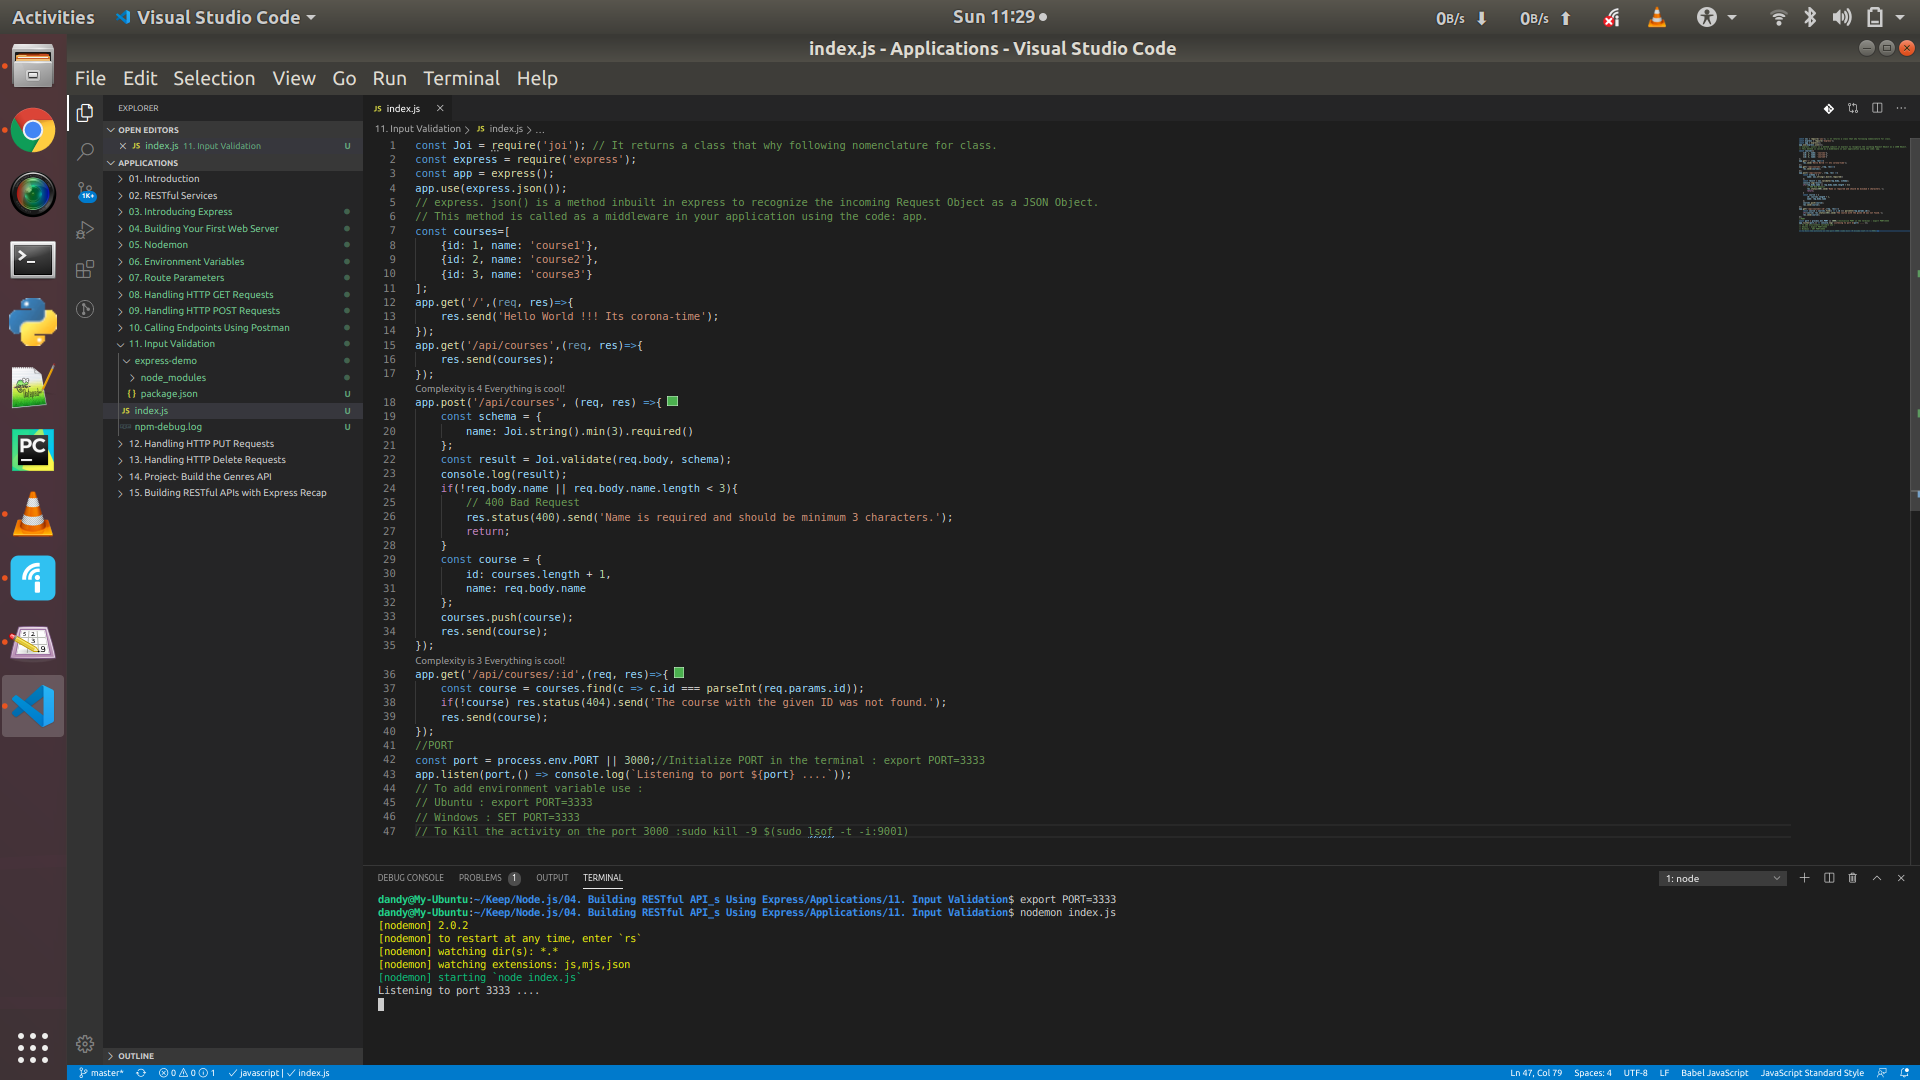 Activities
Visual Studio Code
Sun 11:29
0B/s
0B/s
index.js - Applications - Visual Studio Code
File Edit Selection View Go Run Terminal Help
EXPLORER
OPEN EDITORS
JS index.js 11. Input Validation U
APPLICATIONS
01. Introduction
02. RESTful Services
03. Introducing Express
04. Building Your First Web Server
05. Nodemon
06. Environment Variables
07. Route Parameters
08. Handling HTTP GET Requests
09. Handling HTTP POST Requests
10. Calling Endpoints Using Postman
11. Input Validation
express-demo
node_modules
{} package.json U
JS index.js U
npm-debug.log U
12. Handling HTTP PUT Requests
13. Handling HTTP Delete Requests
14. Project- Build the Genres API
15. Building RESTful APIs with Express Recap
OUTLINE
1K+
PC
JS index.js
11. Input Validation > JS index.js > ...
1 const Joi = require('joi'); // It returns a class that why following nomenclature for class.
2 const express = require('express');
3 const app = express();
4 app.use(express.json());
5 // express. json() is a method inbuilt in express to recognize the incoming Request Object as a JSON Object.
6 // This method is called as a middleware in your application using the code: app.
7 const courses=[
8 {id: 1, name: 'course1'},
9 {id: 2, name: 'course2'},
10 {id: 3, name: 'course3'}
11 ];
12 app.get('/',(req, res)=>{
13 res.send('Hello World !!! Its corona-time');
14 });
15 app.get('/api/courses',(req, res)=>{
16 res.send(courses);
17 });
Complexity is 4 Everything is cool!
18 app.post('/api/courses', (req, res) =>{
19 const schema = {
20 name: Joi.string().min(3).required()
21 };
22 const result = Joi.validate(req.body, schema);
23 console.log(result);
24 if(!req.body.name || req.body.name.length < 3){
25 // 400 Bad Request
26 res.status(400).send('Name is required and should be minimum 3 characters.');
27 return;
28 }
29 const course = {
30 id: courses.length + 1,
31 name: req.body.name
32 };
33 courses.push(course);
34 res.send(course);
35 });
Complexity is 3 Everything is cool!
36 app.get('/api/courses/:id',(req, res)=>{
37 const course = courses.find(c => c.id === parseInt(req.params.id));
38 if(!course) res.status(404).send('The course with the given ID was not found.');
39 res.send(course);
40 });
41 //PORT
42 const port = process.env.PORT || 3000;//Initialize PORT in the terminal : export PORT=3333
43 app.listen(port,() => console.log(`Listening to port ${port} ....`));
44 // To add environment variable use :
45 // Ubuntu : export PORT=3333
46 // Windows : SET PORT=3333
47 // To Kill the activity on the port 3000 :sudo kill -9 $(sudo lsof -t -i:9001)
DEBUG CONSOLE PROBLEMS 1 OUTPUT TERMINAL
1: node
dandy@My-Ubuntu:~/Keep/Node.js/04. Building RESTful API_s Using Express/Applications/11. Input Validation$ export PORT=3333
dandy@My-Ubuntu:~/Keep/Node.js/04. Building RESTful API_s Using Express/Applications/11. Input Validation$ nodemon index.js
[nodemon] 2.0.2
[nodemon] to restart at any time, enter `rs`
[nodemon] watching dir(s): *.*
[nodemon] watching extensions: js,mjs,json
[nodemon] starting `node index.js`
Listening to port 3333 ....
master* 0 0 1 javascript | index.js
Ln 47, Col 79 Spaces: 4 UTF-8 LF Babel JavaScript JavaScript Standard Style